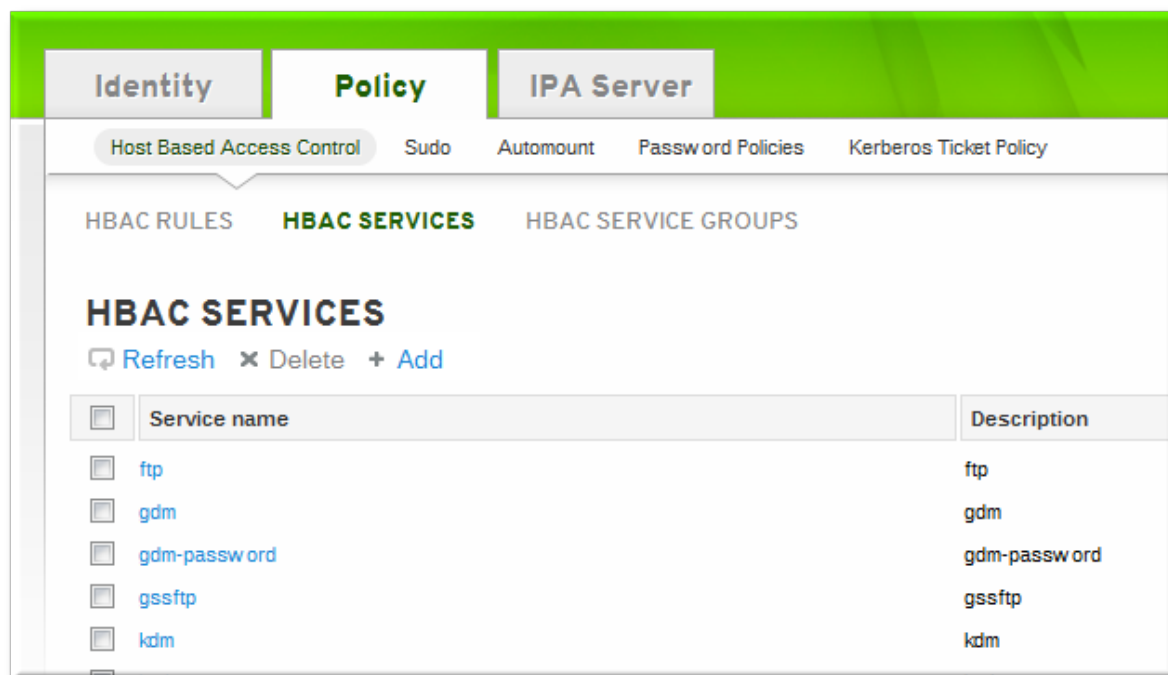 Identity Policy IPA Server
Host Based Access Control Sudo Automount Password Policies Kerberos Ticket Policy
HBAC RULES HBAC SERVICES HBAC SERVICE GROUPS
HBAC SERVICES
Refresh Delete Add
Service name Description
ftp ftp
gdm gdm
gdm-password gdm-password
gssftp gssftp
kdm kdm